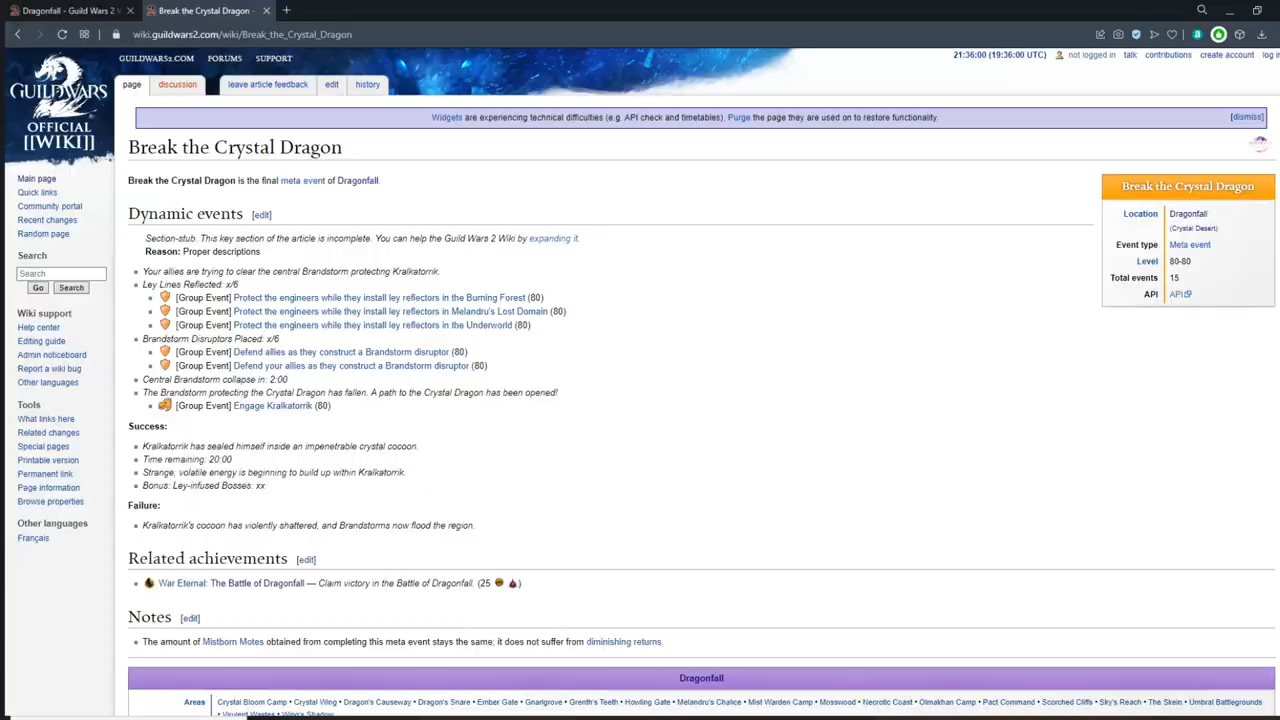 Dragonfall - Guild Wars 2 W
Break the Crystal Dragon -
wiki.guildwars2.com/wiki/Break_the_Crystal_Dragon
GUILDWARS2.COM FORUMS SUPPORT
21:36:00 (19:36:00 UTC) not logged in talk contributions create account log in
GUILDWARS
OFFICIAL
[[WIKI]]
page discussion leave article feedback edit history
Widgets are experiencing technical difficulties (e.g. API check and timetables). Purge the page they are used on to restore functionality. [dismiss]
Main page
Quick links
Community portal
Recent changes
Random page
Search
Search
Go Search
Wiki support
Help center
Editing guide
Admin noticeboard
Report a wiki bug
Other languages
Tools
What links here
Related changes
Special pages
Printable version
Permanent link
Page information
Browse properties
Other languages
Français
Break the Crystal Dragon
Break the Crystal Dragon is the final meta event of Dragonfall.
Dynamic events [edit]
Section-stub. This key section of the article is incomplete. You can help the Guild Wars 2 Wiki by expanding it.
Reason: Proper descriptions
Your allies are trying to clear the central Brandstorm protecting Kralkatorrik.
Ley Lines Reflected: x/6
[Group Event] Protect the engineers while they install ley reflectors in the Burning Forest (80)
[Group Event] Protect the engineers while they install ley reflectors in Melandru's Lost Domain (80)
[Group Event] Protect the engineers while they install ley reflectors in the Underworld (80)
Brandstorm Disruptors Placed: x/6
[Group Event] Defend allies as they construct a Brandstorm disruptor (80)
[Group Event] Defend your allies as they construct a Brandstorm disruptor (80)
Central Brandstorm collapse in: 2:00
The Brandstorm protecting the Crystal Dragon has fallen. A path to the Crystal Dragon has been opened!
[Group Event] Engage Kralkatorrik (80)
Success:
Kralkatorrik has sealed himself inside an impenetrable crystal cocoon.
Time remaining: 20:00
Strange, volatile energy is beginning to build up within Kralkatorrik.
Bonus: Ley-infused Bosses: xx
Failure:
Kralkatorrik's cocoon has violently shattered, and Brandstorms now flood the region.
Related achievements [edit]
War Eternal: The Battle of Dragonfall — Claim victory in the Battle of Dragonfall. (25 )
Notes [edit]
The amount of Mistborn Motes obtained from completing this meta event stays the same; it does not suffer from diminishing returns.
Break the Crystal Dragon
Location Dragonfall
(Crystal Desert)
Event type Meta event
Level 80-80
Total events 15
API API
Dragonfall
Areas Crystal Bloom Camp • Crystal Wing • Dragon's Causeway • Dragon's Snare • Ember Gate • Gnarlgrove • Grenth's Teeth • Howling Gate • Melandru's Chalice • Mist Warden Camp • Mosswood • Necrotic Coast • Olmakhan Camp • Pact Command • Scorched Cliffs • Sky's Reach • The Skein • Umbral Battlegrounds
• Virulent Wastes • Wing's Shadow